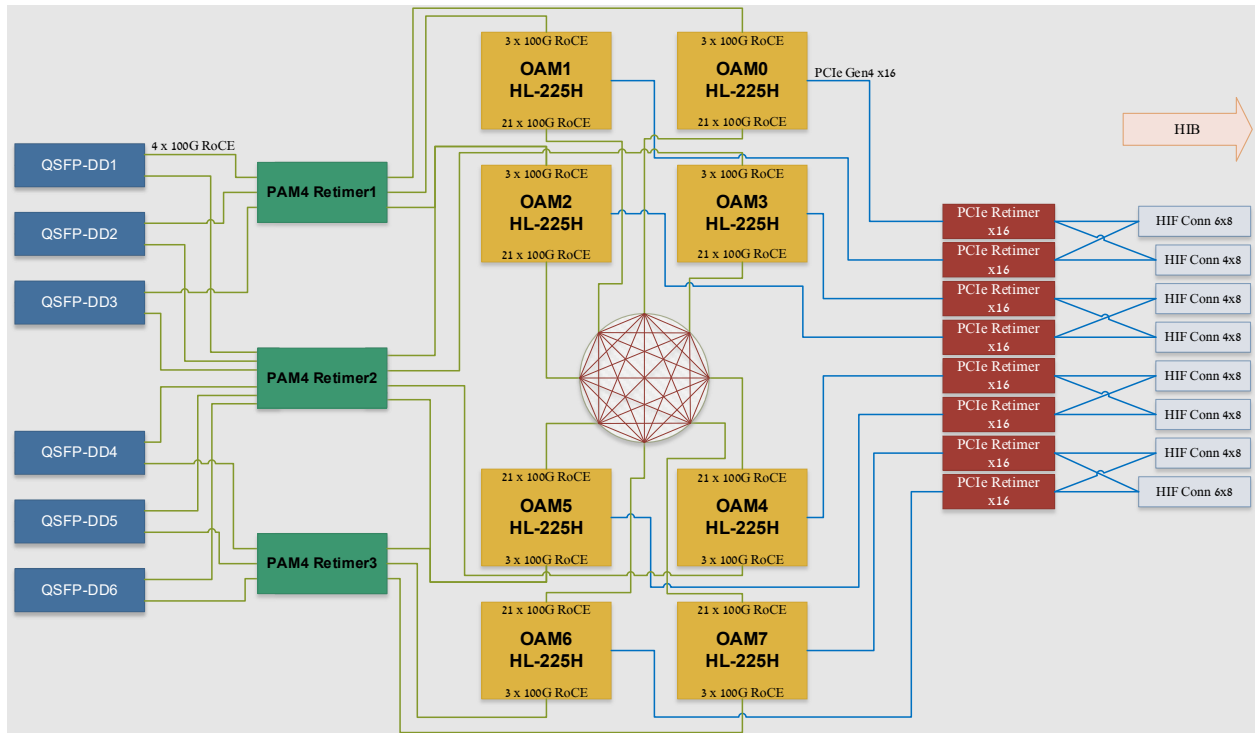 3 x 100G RoCE
OAM1
HL-225H
21 x 100G RoCE
3 x 100G RoCE
OAM0
HL-225H
21 x 100G RoCE
PCIe Gen4 x16
HIB
4 x 100G RoCE
QSFP-DD1
QSFP-DD2
QSFP-DD3
QSFP-DD4
QSFP-DD5
QSFP-DD6
PAM4 Retimer1
PAM4 Retimer2
PAM4 Retimer3
3 x 100G RoCE
OAM2
HL-225H
21 x 100G RoCE
3 x 100G RoCE
OAM3
HL-225H
21 x 100G RoCE
21 x 100G RoCE
OAM5
HL-225H
3 x 100G RoCE
21 x 100G RoCE
OAM4
HL-225H
3 x 100G RoCE
21 x 100G RoCE
OAM6
HL-225H
3 x 100G RoCE
21 x 100G RoCE
OAM7
HL-225H
3 x 100G RoCE
PCIe Retimer
x16
PCIe Retimer
x16
PCIe Retimer
x16
PCIe Retimer
x16
PCIe Retimer
x16
PCIe Retimer
x16
PCIe Retimer
x16
PCIe Retimer
x16
HIF Conn 6x8
HIF Conn 4x8
HIF Conn 4x8
HIF Conn 4x8
HIF Conn 4x8
HIF Conn 4x8
HIF Conn 4x8
HIF Conn 6x8